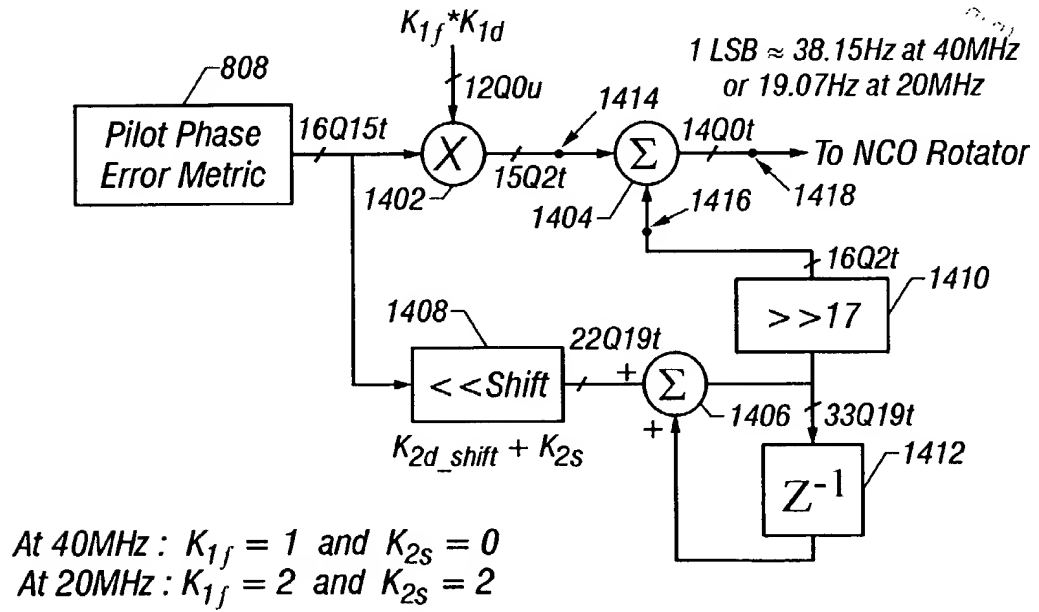 K1f*K1d
1 LSB ≈ 38.15Hz at 40MHz
or 19.07Hz at 20MHz
808
12Q0u
1414
Pilot Phase
Error Metric
16Q15t
X
15Q2t
Σ
14Q0t
To NCO Rotator
1402
1404
1416
1418
16Q2t
1410
>>17
1408
22Q19t
<<Shift
+
Σ
1406
+
33Q19t
K2d_shift + K2s
1412
Z-1
At 40MHz : K1f = 1 and K2s = 0
At 20MHz : K1f = 2 and K2s = 2